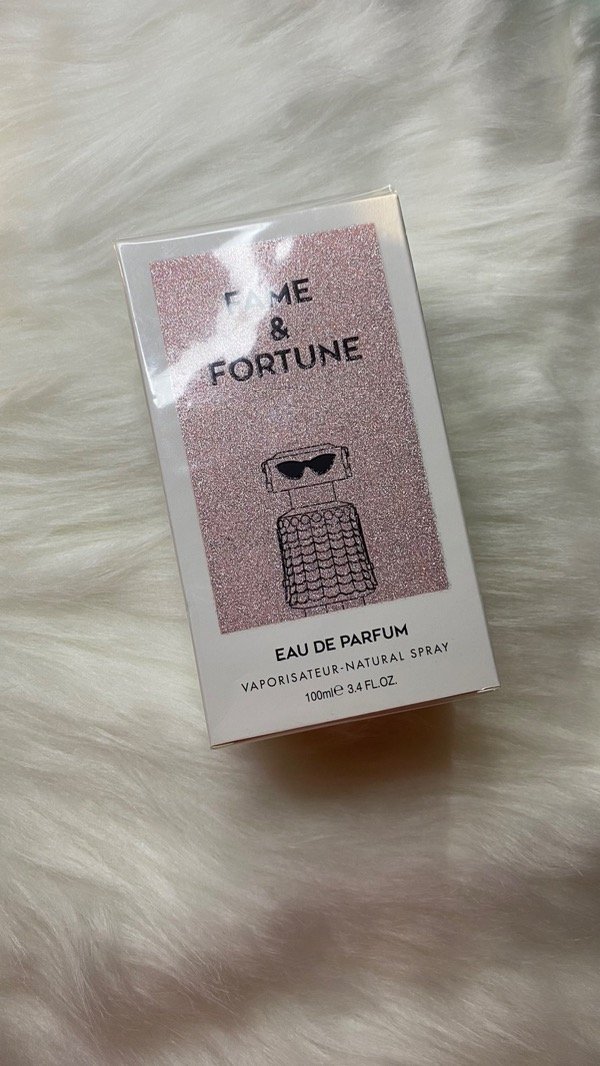 FAME
&
FORTUNE
EAU DE PARFUM
VAPORISATEUR-NATURAL SPRAY
100ml℮ 3.4 FL.OZ.